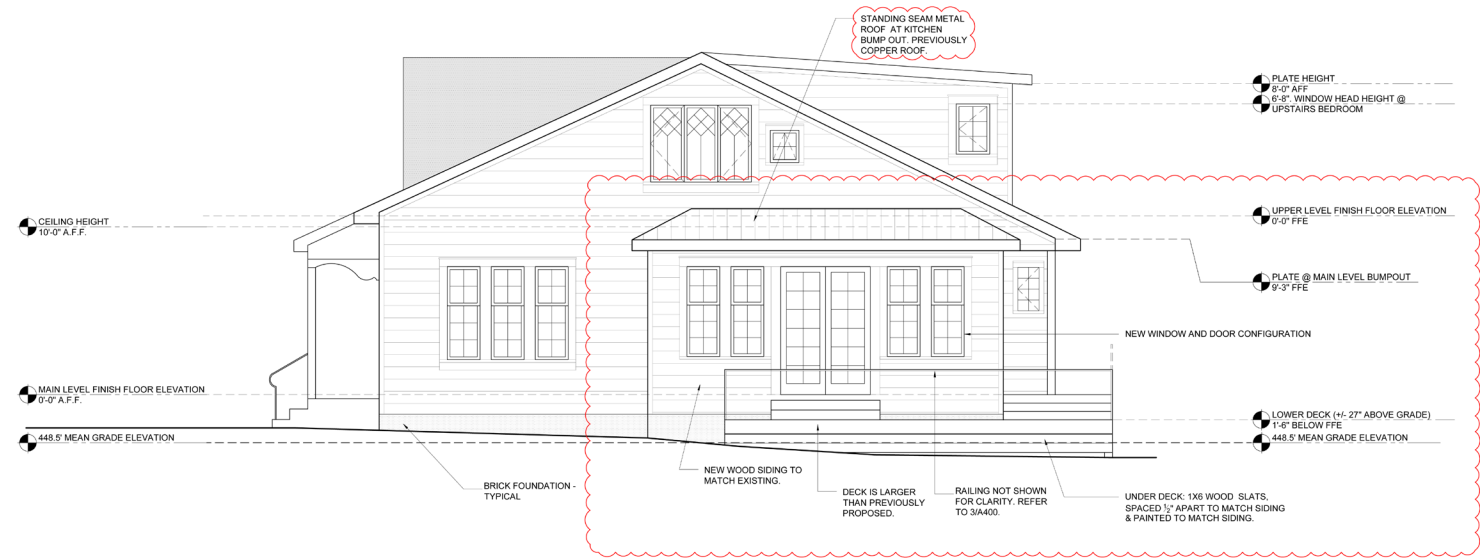 STANDING SEAM METAL
ROOF AT KITCHEN
BUMP OUT. PREVIOUSLY
COPPER ROOF.
PLATE HEIGHT
8'-0" AFF
6'-8". WINDOW HEAD HEIGHT @
UPSTAIRS BEDROOM
CEILING HEIGHT
10'-0" A.F.F.
UPPER LEVEL FINISH FLOOR ELEVATION
0'-0" FFE
PLATE @ MAIN LEVEL BUMPOUT
9'-3" FFE
NEW WINDOW AND DOOR CONFIGURATION
MAIN LEVEL FINISH FLOOR ELEVATION
0'-0" A.F.F.
LOWER DECK (+/- 27" ABOVE GRADE)
1'-6" BELOW FFE
448.5' MEAN GRADE ELEVATION
448.5' MEAN GRADE ELEVATION
BRICK FOUNDATION -
TYPICAL
NEW WOOD SIDING TO
MATCH EXISTING.
DECK IS LARGER
THAN PREVIOUSLY
PROPOSED.
RAILING NOT SHOWN
FOR CLARITY. REFER
TO 3/A400.
UNDER DECK: 1X6 WOOD SLATS,
SPACED ½" APART TO MATCH SIDING
& PAINTED TO MATCH SIDING.